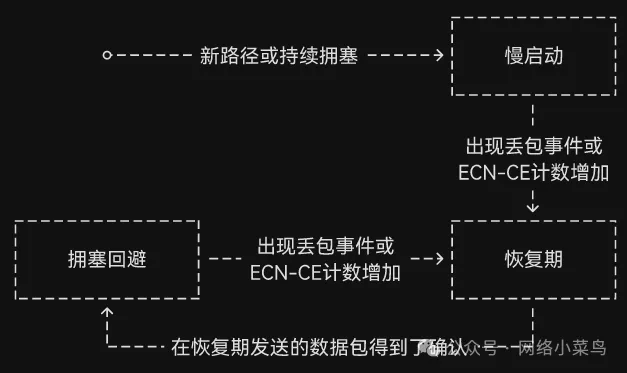 新路径或持续拥塞
慢启动
出现丢包事件或
ECN-CE计数增加
拥塞回避
出现丢包事件或
ECN-CE计数增加
恢复期
在恢复期发送的数据包得到了确认
公众号 · 网络小菜鸟